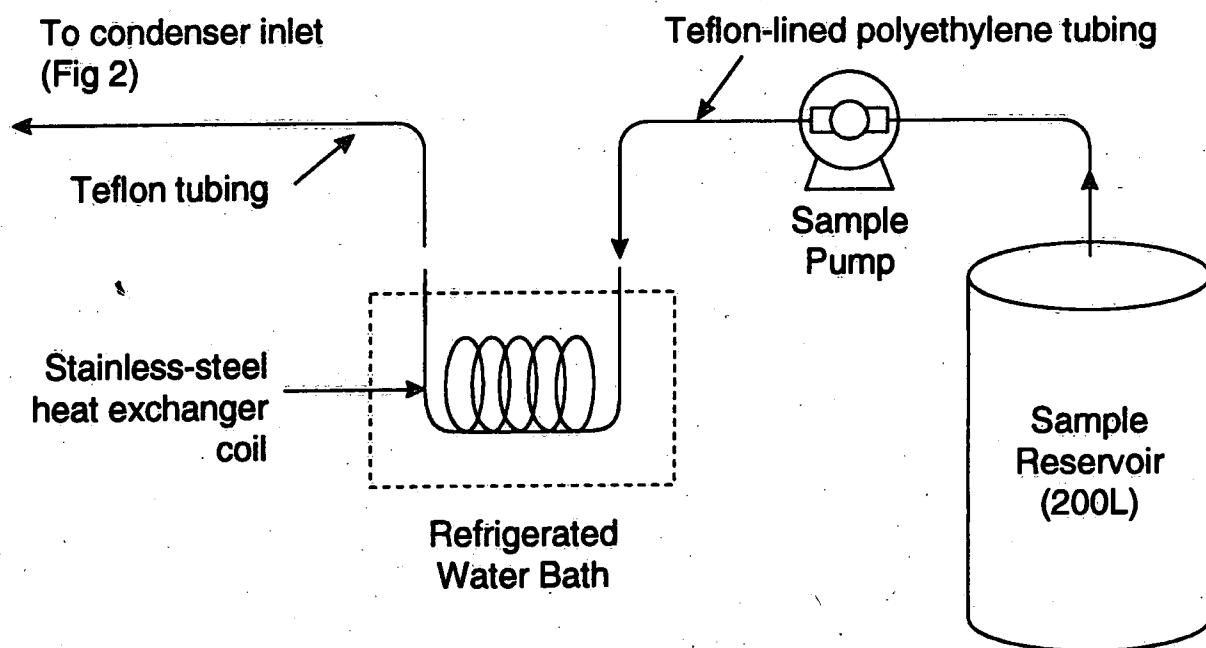 To condenser inlet
(Fig 2)
Teflon-lined polyethylene tubing
Teflon tubing
Sample
Pump
Stainless-steel
heat exchanger
coil
Sample
Reservoir
(200L)
Refrigerated
Water Bath